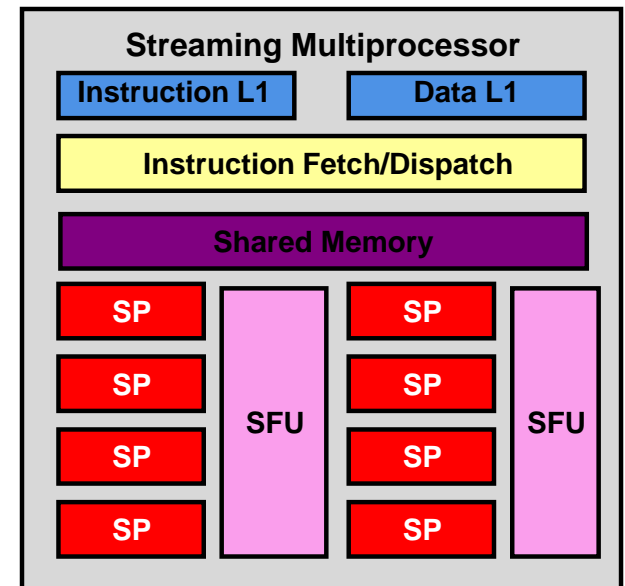 Streaming Multiprocessor
Instruction L1
Data L1
Instruction Fetch/Dispatch
Shared Memory
SP
SP
SP
SP
SFU
SP
SP
SP
SP
SFU